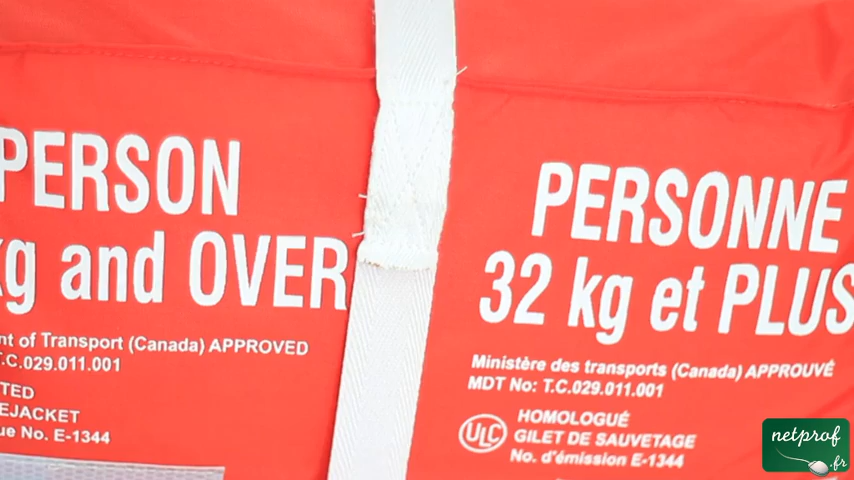 PERSON
kg and OVER
nt of Transport (Canada) APPROVED
T.C.029.011.001
TED
EJACKET
ue No. E-1344
PERSONNE
32 kg et PLUS
Ministère des transports (Canada) APPROUVÉ
MDT No: T.C.029.011.001
ULC
HOMOLOGUÉ
GILET DE SAUVETAGE
No. d'émission E-1344
netprof
.fr